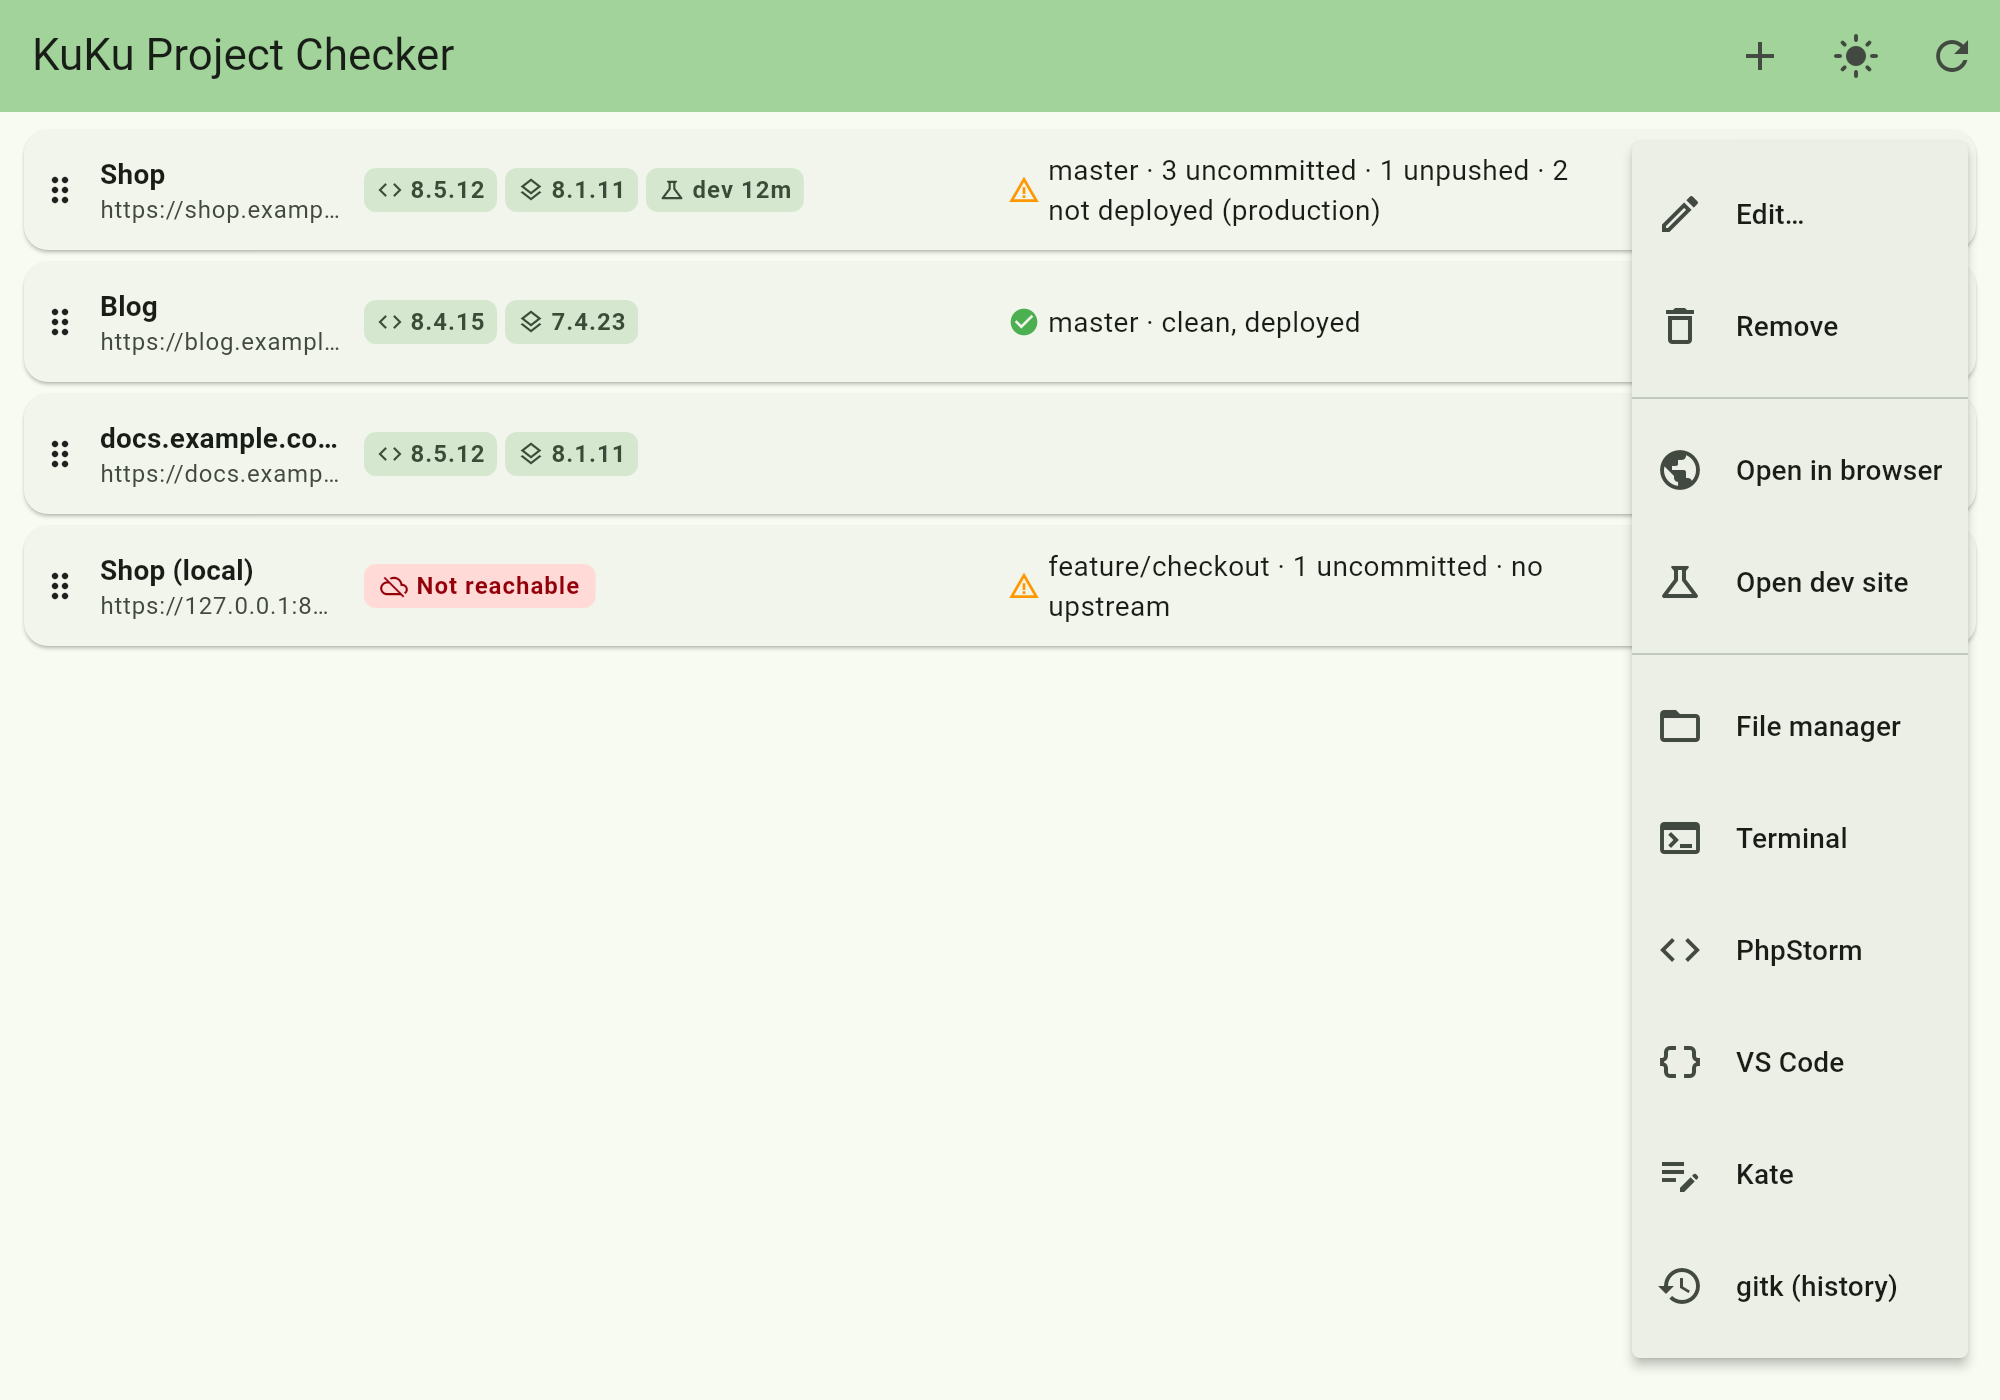 KuKu Project Checker
Shop
https://shop.examp…
8.5.12
8.1.11
dev 12m
master · 3 uncommitted · 1 unpushed · 2
not deployed (production)
Blog
https://blog.exampl…
8.4.15
7.4.23
master · clean, deployed
docs.example.co…
https://docs.examp…
8.5.12
8.1.11
Shop (local)
https://127.0.0.1:8…
Not reachable
feature/checkout · 1 uncommitted · no
upstream
Edit…
Remove
Open in browser
Open dev site
File manager
Terminal
PhpStorm
VS Code
Kate
gitk (history)